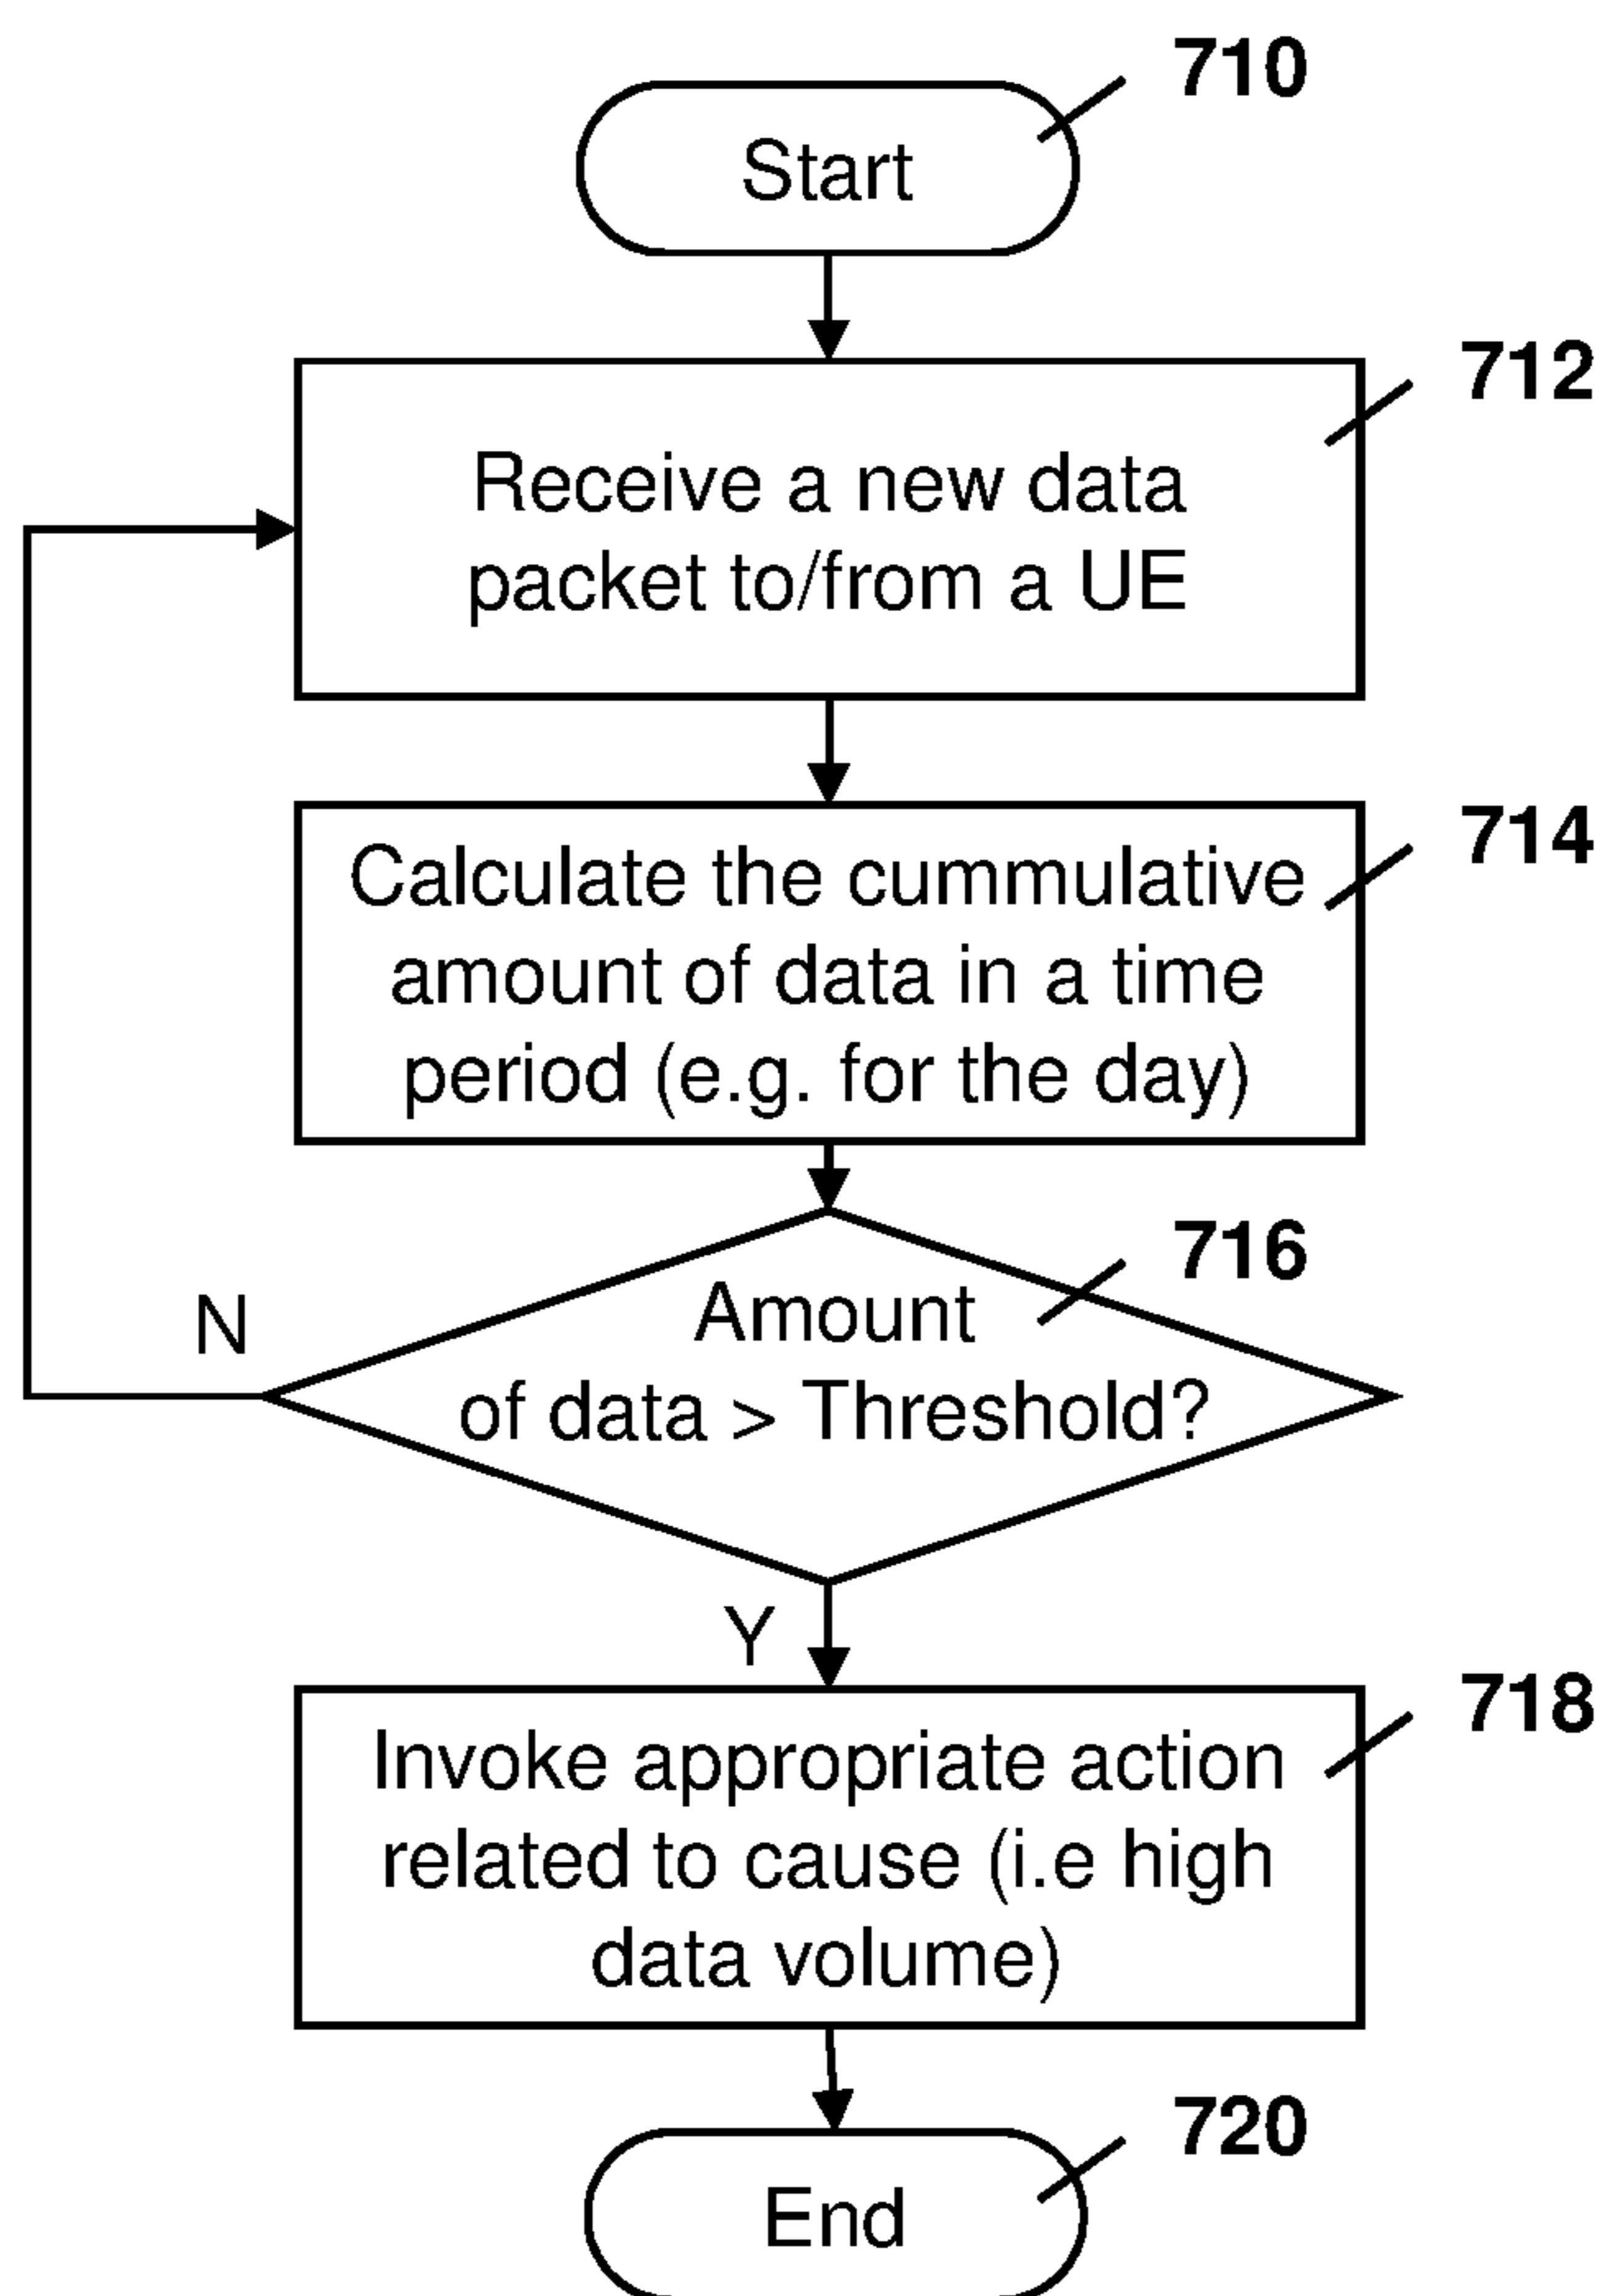 710
Start
712
Receive a new data
packet to/from a UE
714
Calculate the cummulative
amount of data in a time
period (e.g. for the day)
716
Amount
of data > Threshold?
N
Y
718
Invoke appropriate action
related to cause (i.e high
data volume)
720
End